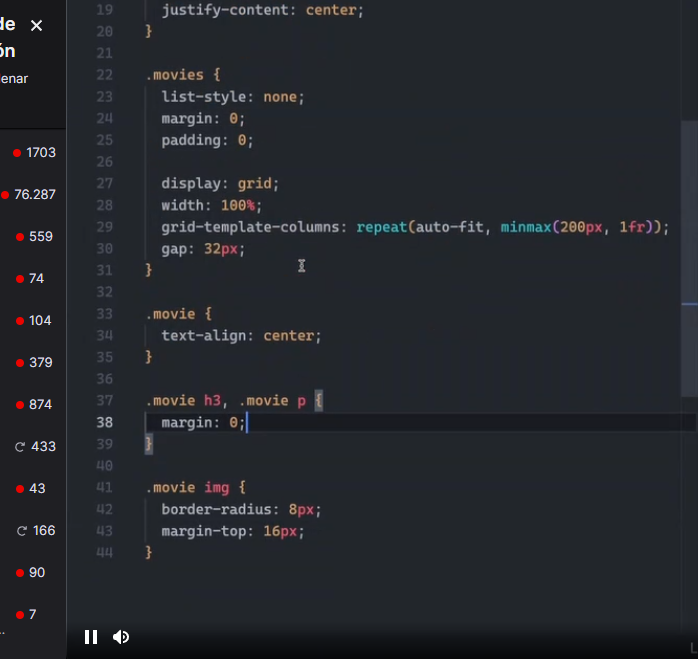 de
ón
enar
1703
76.287
559
74
104
379
874
433
43
166
90
7
..
19 justify-content: center;
20 }
21
22 .movies {
23 list-style: none;
24 margin: 0;
25 padding: 0;
26
27 display: grid;
28 width: 100%;
29 grid-template-columns: repeat(auto-fit, minmax(200px, 1fr));
30 gap: 32px;
31 }
32
33 .movie {
34 text-align: center;
35 }
36
37 .movie h3, .movie p {
38 margin: 0;
39 }
40
41 .movie img {
42 border-radius: 8px;
43 margin-top: 16px;
44 }